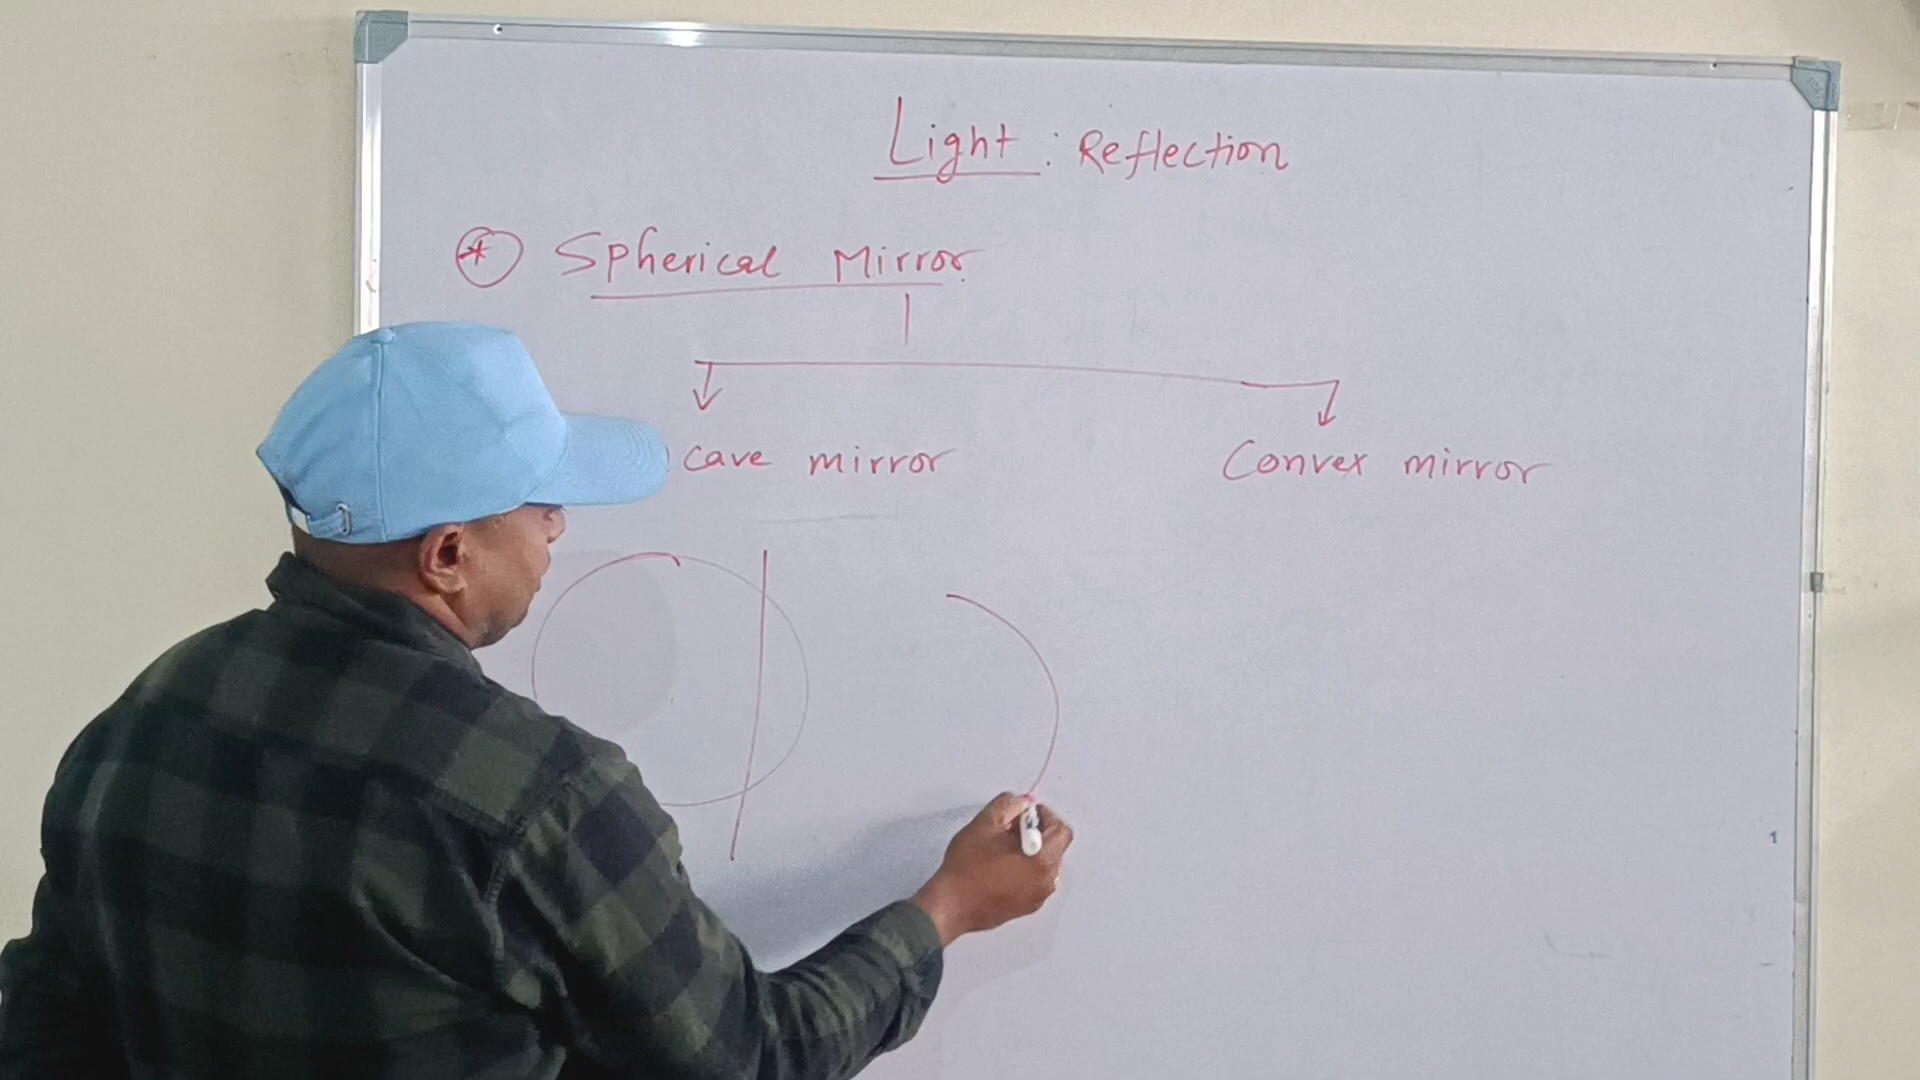 Light : Reflection
* Spherical Mirror
cave mirror Convex mirror